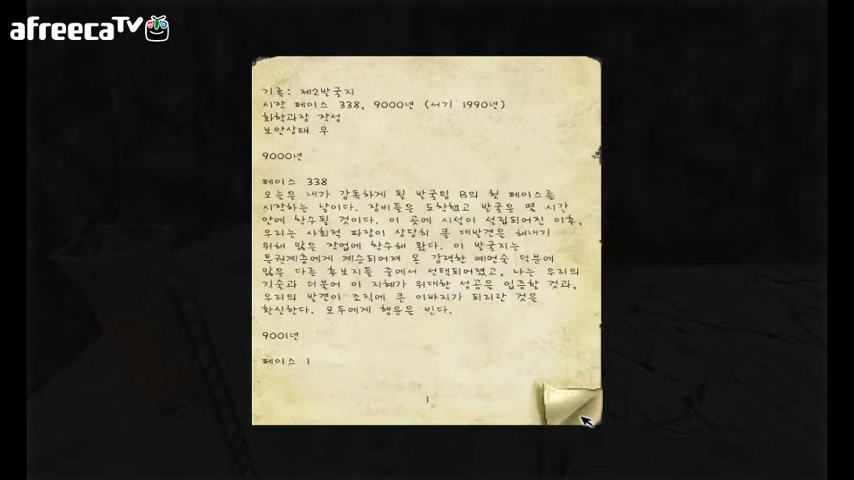 afreecaTV
기록: 제2발굴지
시작 페이스 338, 9000년 (서기 1990년)
화학과장 작성
보안상태 무
9000년
페이스 338
오늘은 내가 감독하게 될 발굴팀 B의 첫 페이스를
시작하는 날이다. 장비들은 도착했고 발굴은 몇 시간
안에 착수될 것이다. 이 곳에 시설이 설립되어진 이후,
우리는 사회적 파장이 상당히 클 대발견을 해내기
위해 많은 작업에 착수해 왔다. 이 발굴지는
특권계층에게 계승되어져 온 강력한 예언술 덕분에
많은 다른 후보지들 중에서 선택되어졌고, 나는 우리의
기술과 더불어 이 지혜가 위대한 성공을 입증할 것과,
우리의 발견이 조직에 큰 이바지가 되리란 것을
확신한다. 모두에게 행운을 빈다.
9001년
페이스 1
1